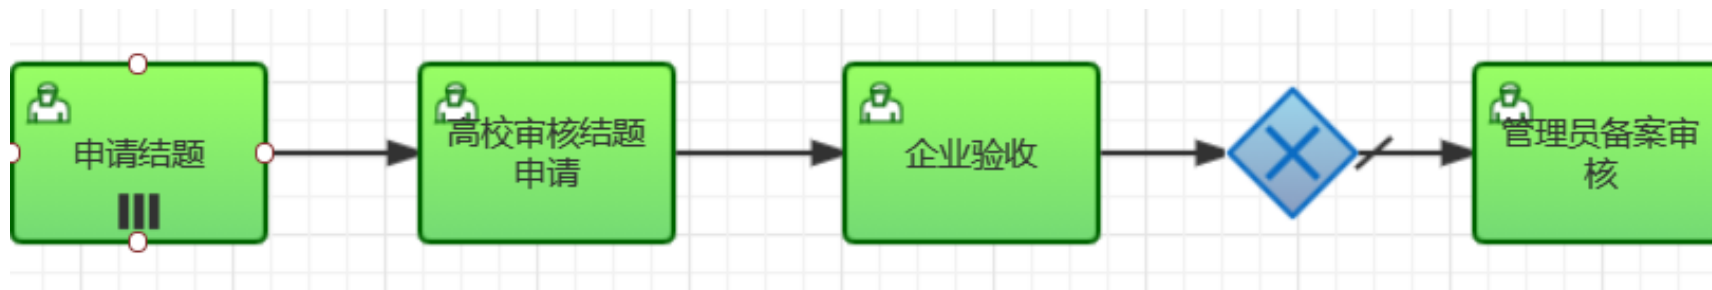 申请结题
高校审核结题
申请
企业验收
管理员备案审
核